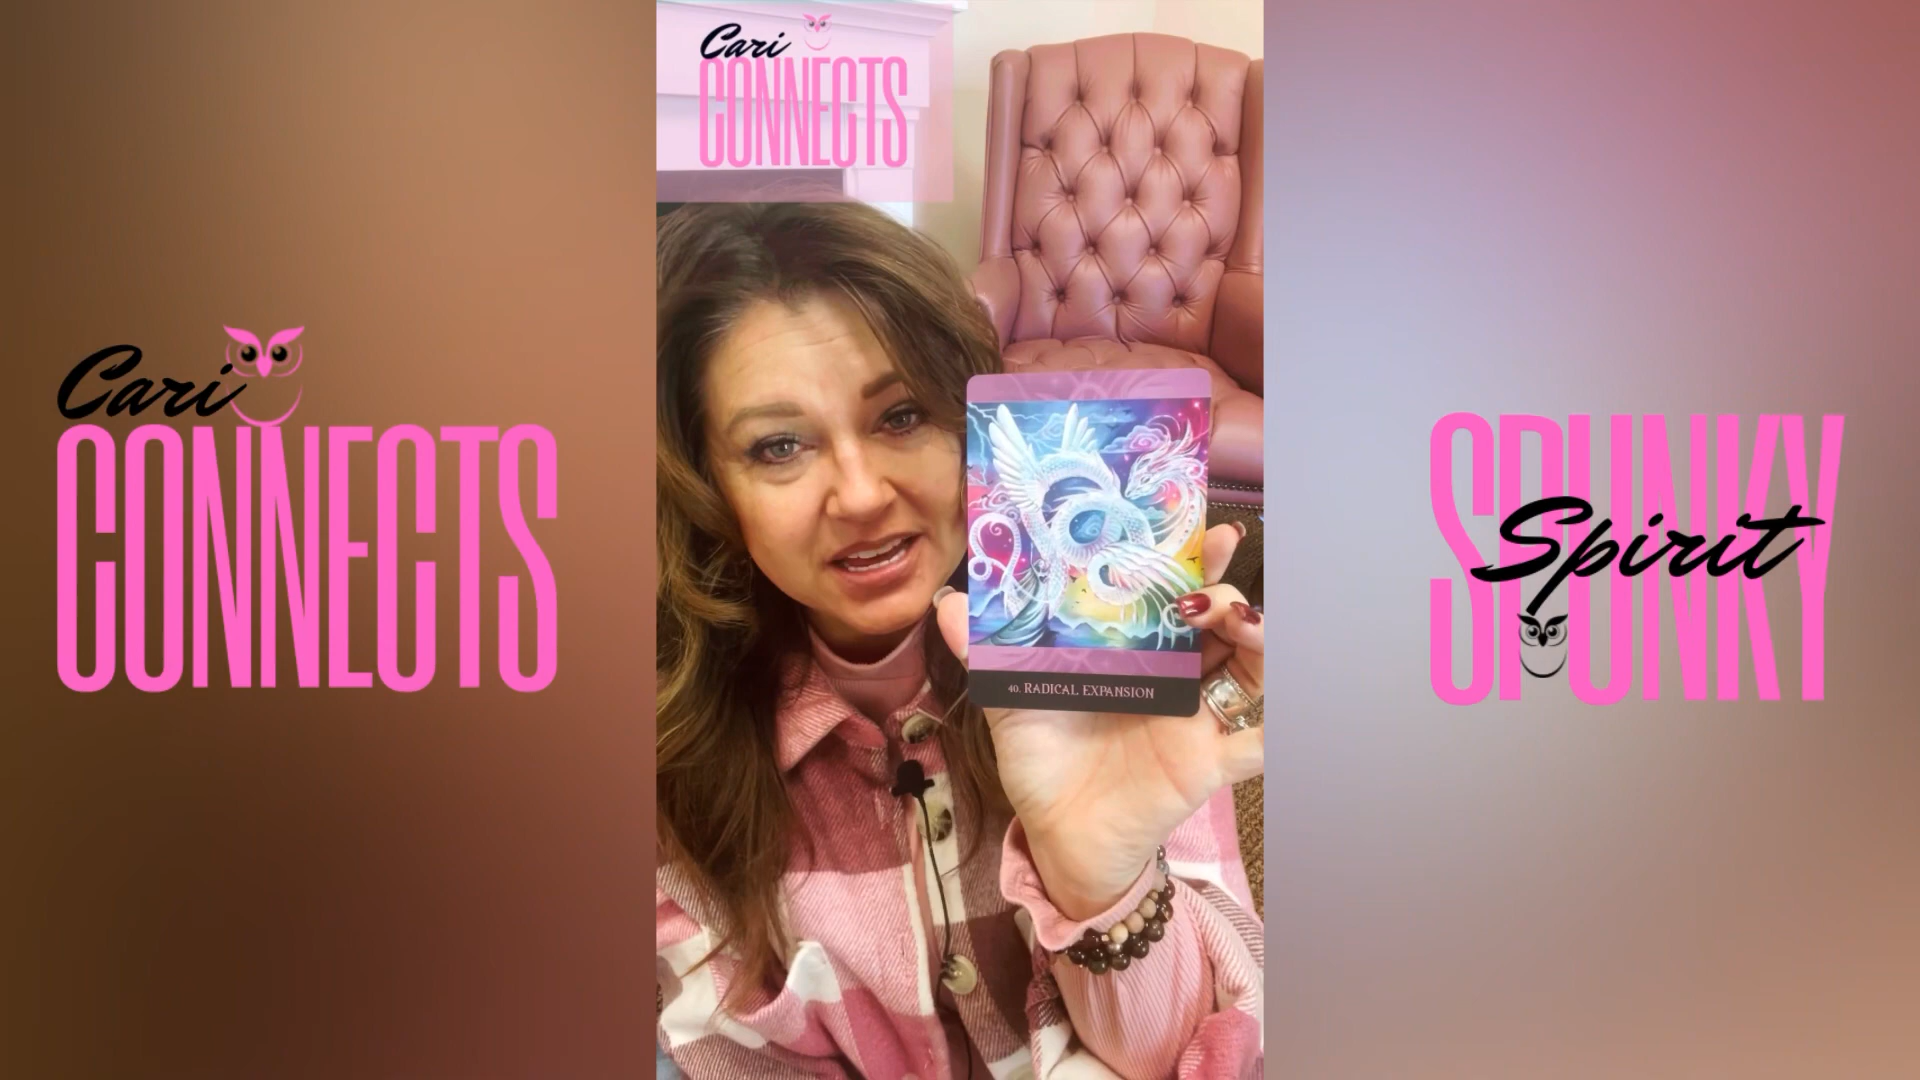 Cari
CONNECTS
Cari
CONNECTS
40. RADICAL EXPANSION
SPUNKY
Spirit